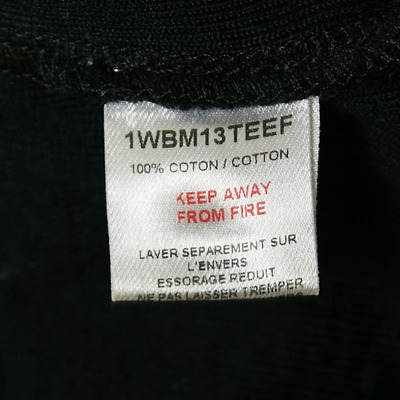 1WBM13TEEF
100% COTON / COTTON
KEEP AWAY
FROM FIRE
LAVER SEPAREMENT SUR
L'ENVERS
ESSORAGE REDUIT
NE PAS LAISSER TREMPER